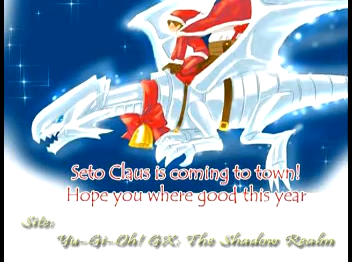 Seto Claus is coming to town!
Hope you where good this year
Site:
Yu-Gi-Oh! GX: The Shadow Realm